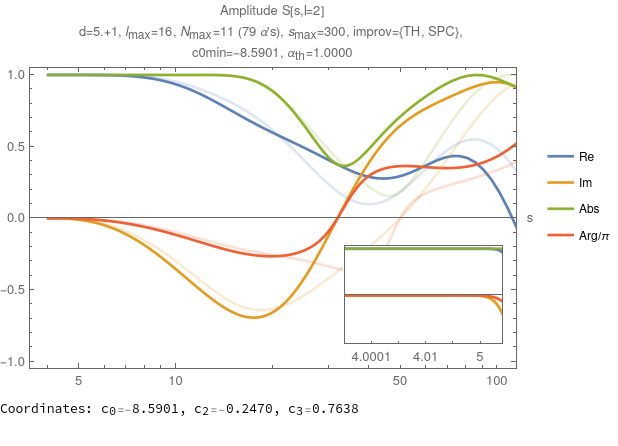 Amplitude S[s,l=2]
d=5.+1, lmax=16, Nmax=11 (79 α's), smax=300, improv={TH, SPC},
c0min=-8.5901, αth=1.0000
1.0
0.5
0.0
-0.5
-1.0
5
10
50
100
s
4.0001
4.01
5
Re
Im
Abs
Arg/π
Coordinates: c0=-8.5901, c2=-0.2470, c3=0.7638